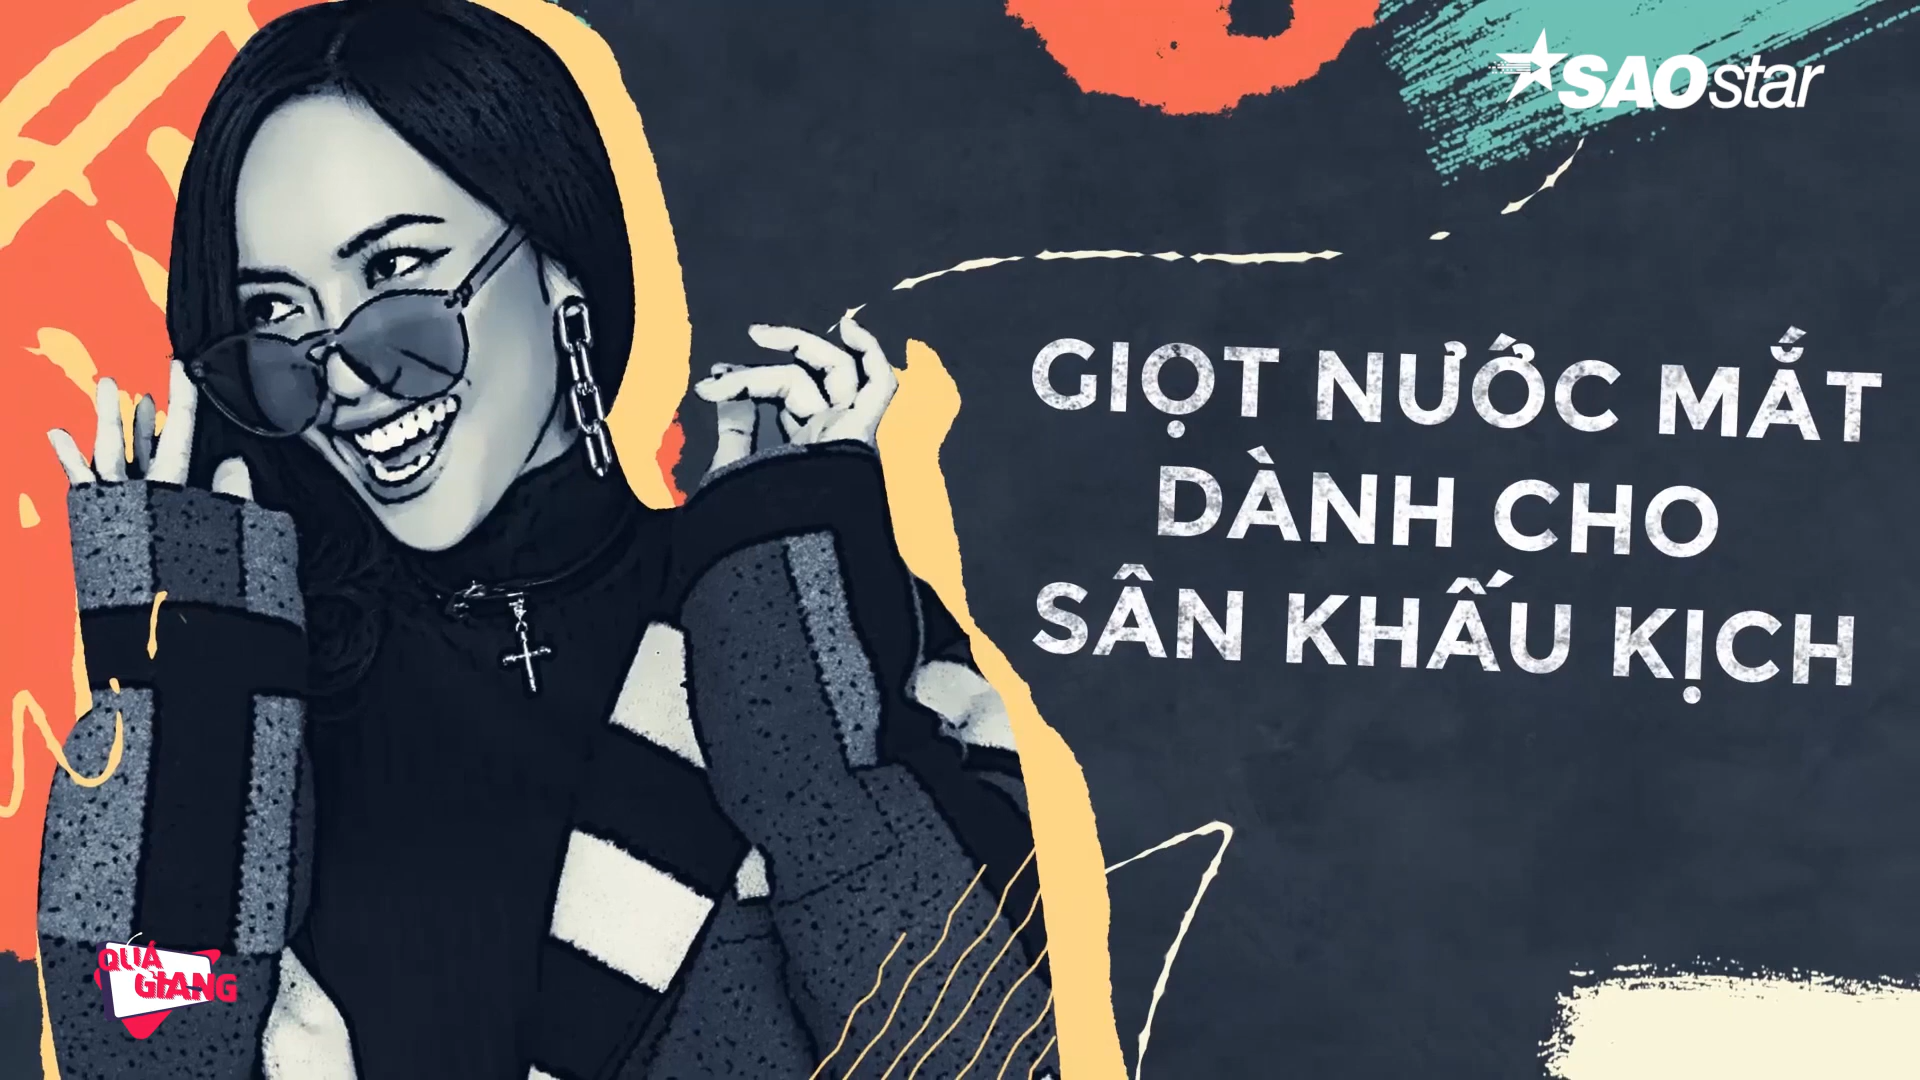 SAOstar
GIỌT NƯỚC MẮT
DÀNH CHO
SÂN KHẤU KỊCH
QUÁ
GIANG